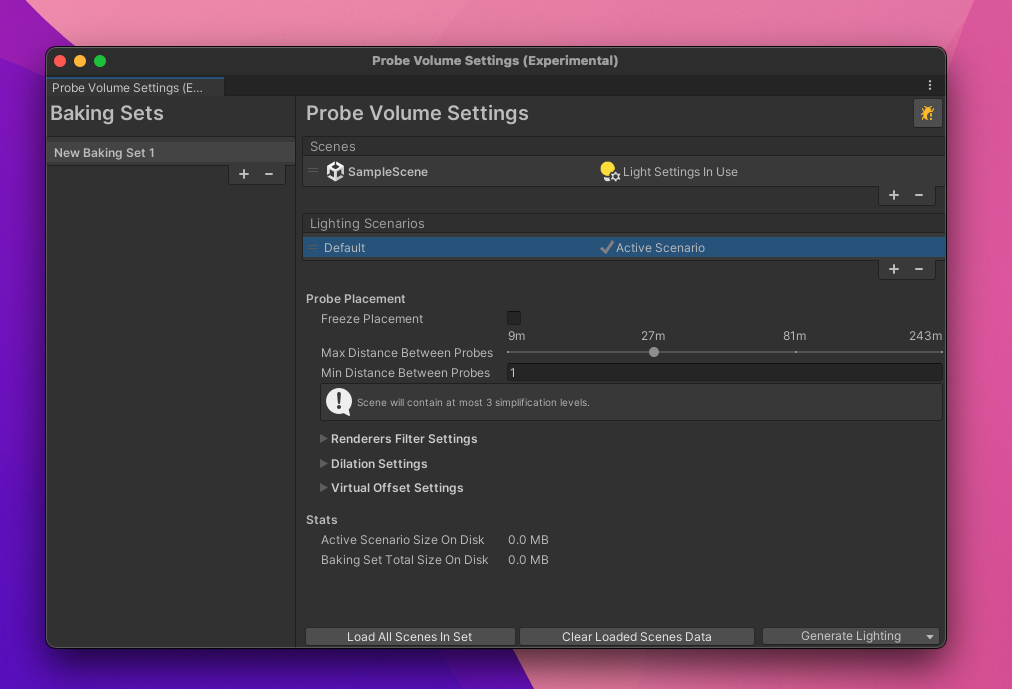 Probe Volume Settings (Experimental)
Probe Volume Settings (E...
Baking Sets
New Baking Set 1
+ −
Probe Volume Settings
Scenes
SampleScene Light Settings In Use
+ −
Lighting Scenarios
Default Active Scenario
+ −
Probe Placement
Freeze Placement
9m 27m 81m 243m
Max Distance Between Probes
Min Distance Between Probes 1
Scene will contain at most 3 simplification levels.
Renderers Filter Settings
Dilation Settings
Virtual Offset Settings
Stats
Active Scenario Size On Disk 0.0 MB
Baking Set Total Size On Disk 0.0 MB
Load All Scenes In Set Clear Loaded Scenes Data Generate Lighting